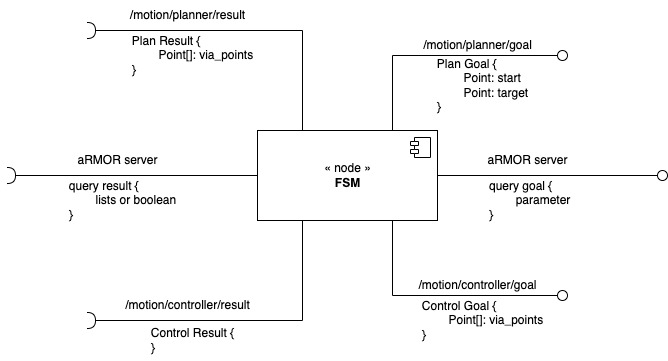 /motion/planner/result
Plan Result {
Point[]: via_points
}
/motion/planner/goal
Plan Goal {
Point: start
Point: target
}
aRMOR server
query result {
lists or boolean
}
« node »
FSM
aRMOR server
query goal {
parameter
}
/motion/controller/result
Control Result {
}
/motion/controller/goal
Control Goal {
Point[]: via_points
}